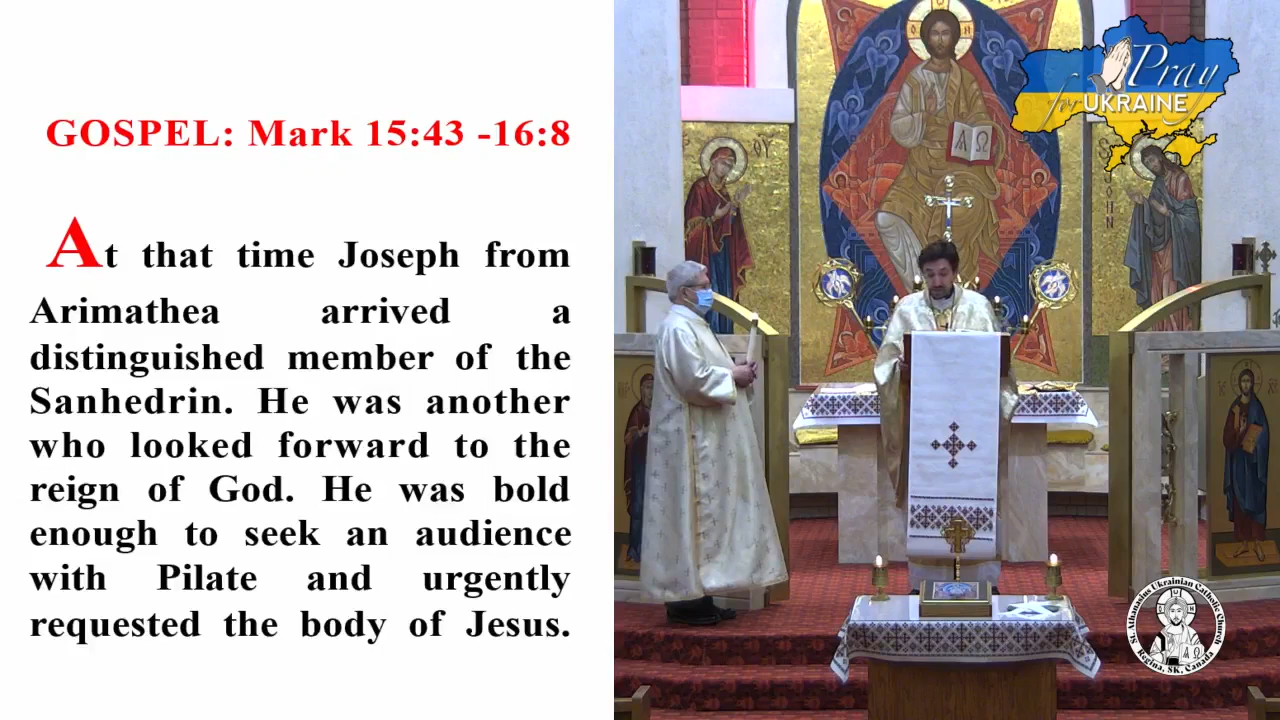 GOSPEL: Mark 15:43 -16:8
At that time Joseph from
Arimathea arrived a
distinguished member of the
Sanhedrin. He was another
who looked forward to the
reign of God. He was bold
enough to seek an audience
with Pilate and urgently
requested the body of Jesus.
Pray
for UKRAINE
Ο Ω Η
Α Ω
ΟΥ
JOHN
St. Athanasius Ukrainian Catholic Church
Regina, SK, Canada